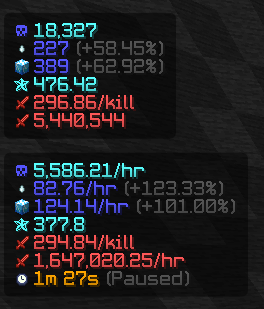 18,327
227 (+58.45%)
389 (+62.92%)
476.42
296.86/kill
5,440,544
5,586.21/hr
82.76/hr (+123.33%)
124.14/hr (+101.00%)
377.8
294.84/kill
1,647,020.25/hr
1m 27s (Paused)